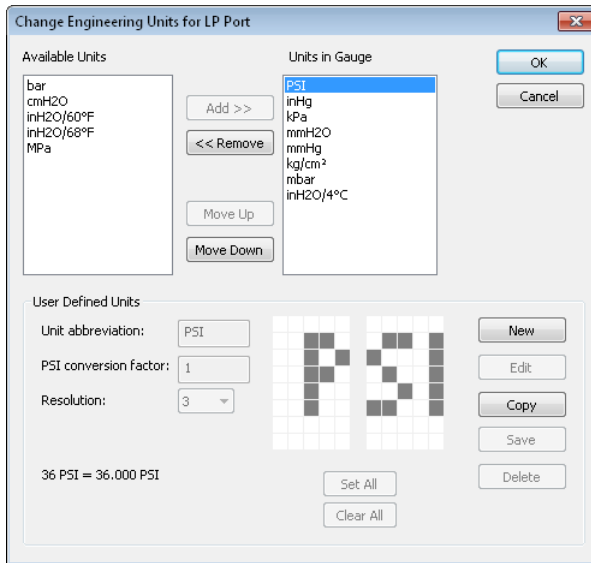 Change Engineering Units for LP Port
Available Units
bar
cmH2O
inH2O/60°F
inH2O/68°F
MPa
Add >>
<< Remove
Move Up
Move Down
Units in Gauge
PSI
inHg
kPa
mmH2O
mmHg
kg/cm²
mbar
inH2O/4°C
OK
Cancel
User Defined Units
Unit abbreviation: PSI
PSI conversion factor: 1
Resolution: 3
36 PSI = 36.000 PSI
PSI
Set All
Clear All
New
Edit
Copy
Save
Delete